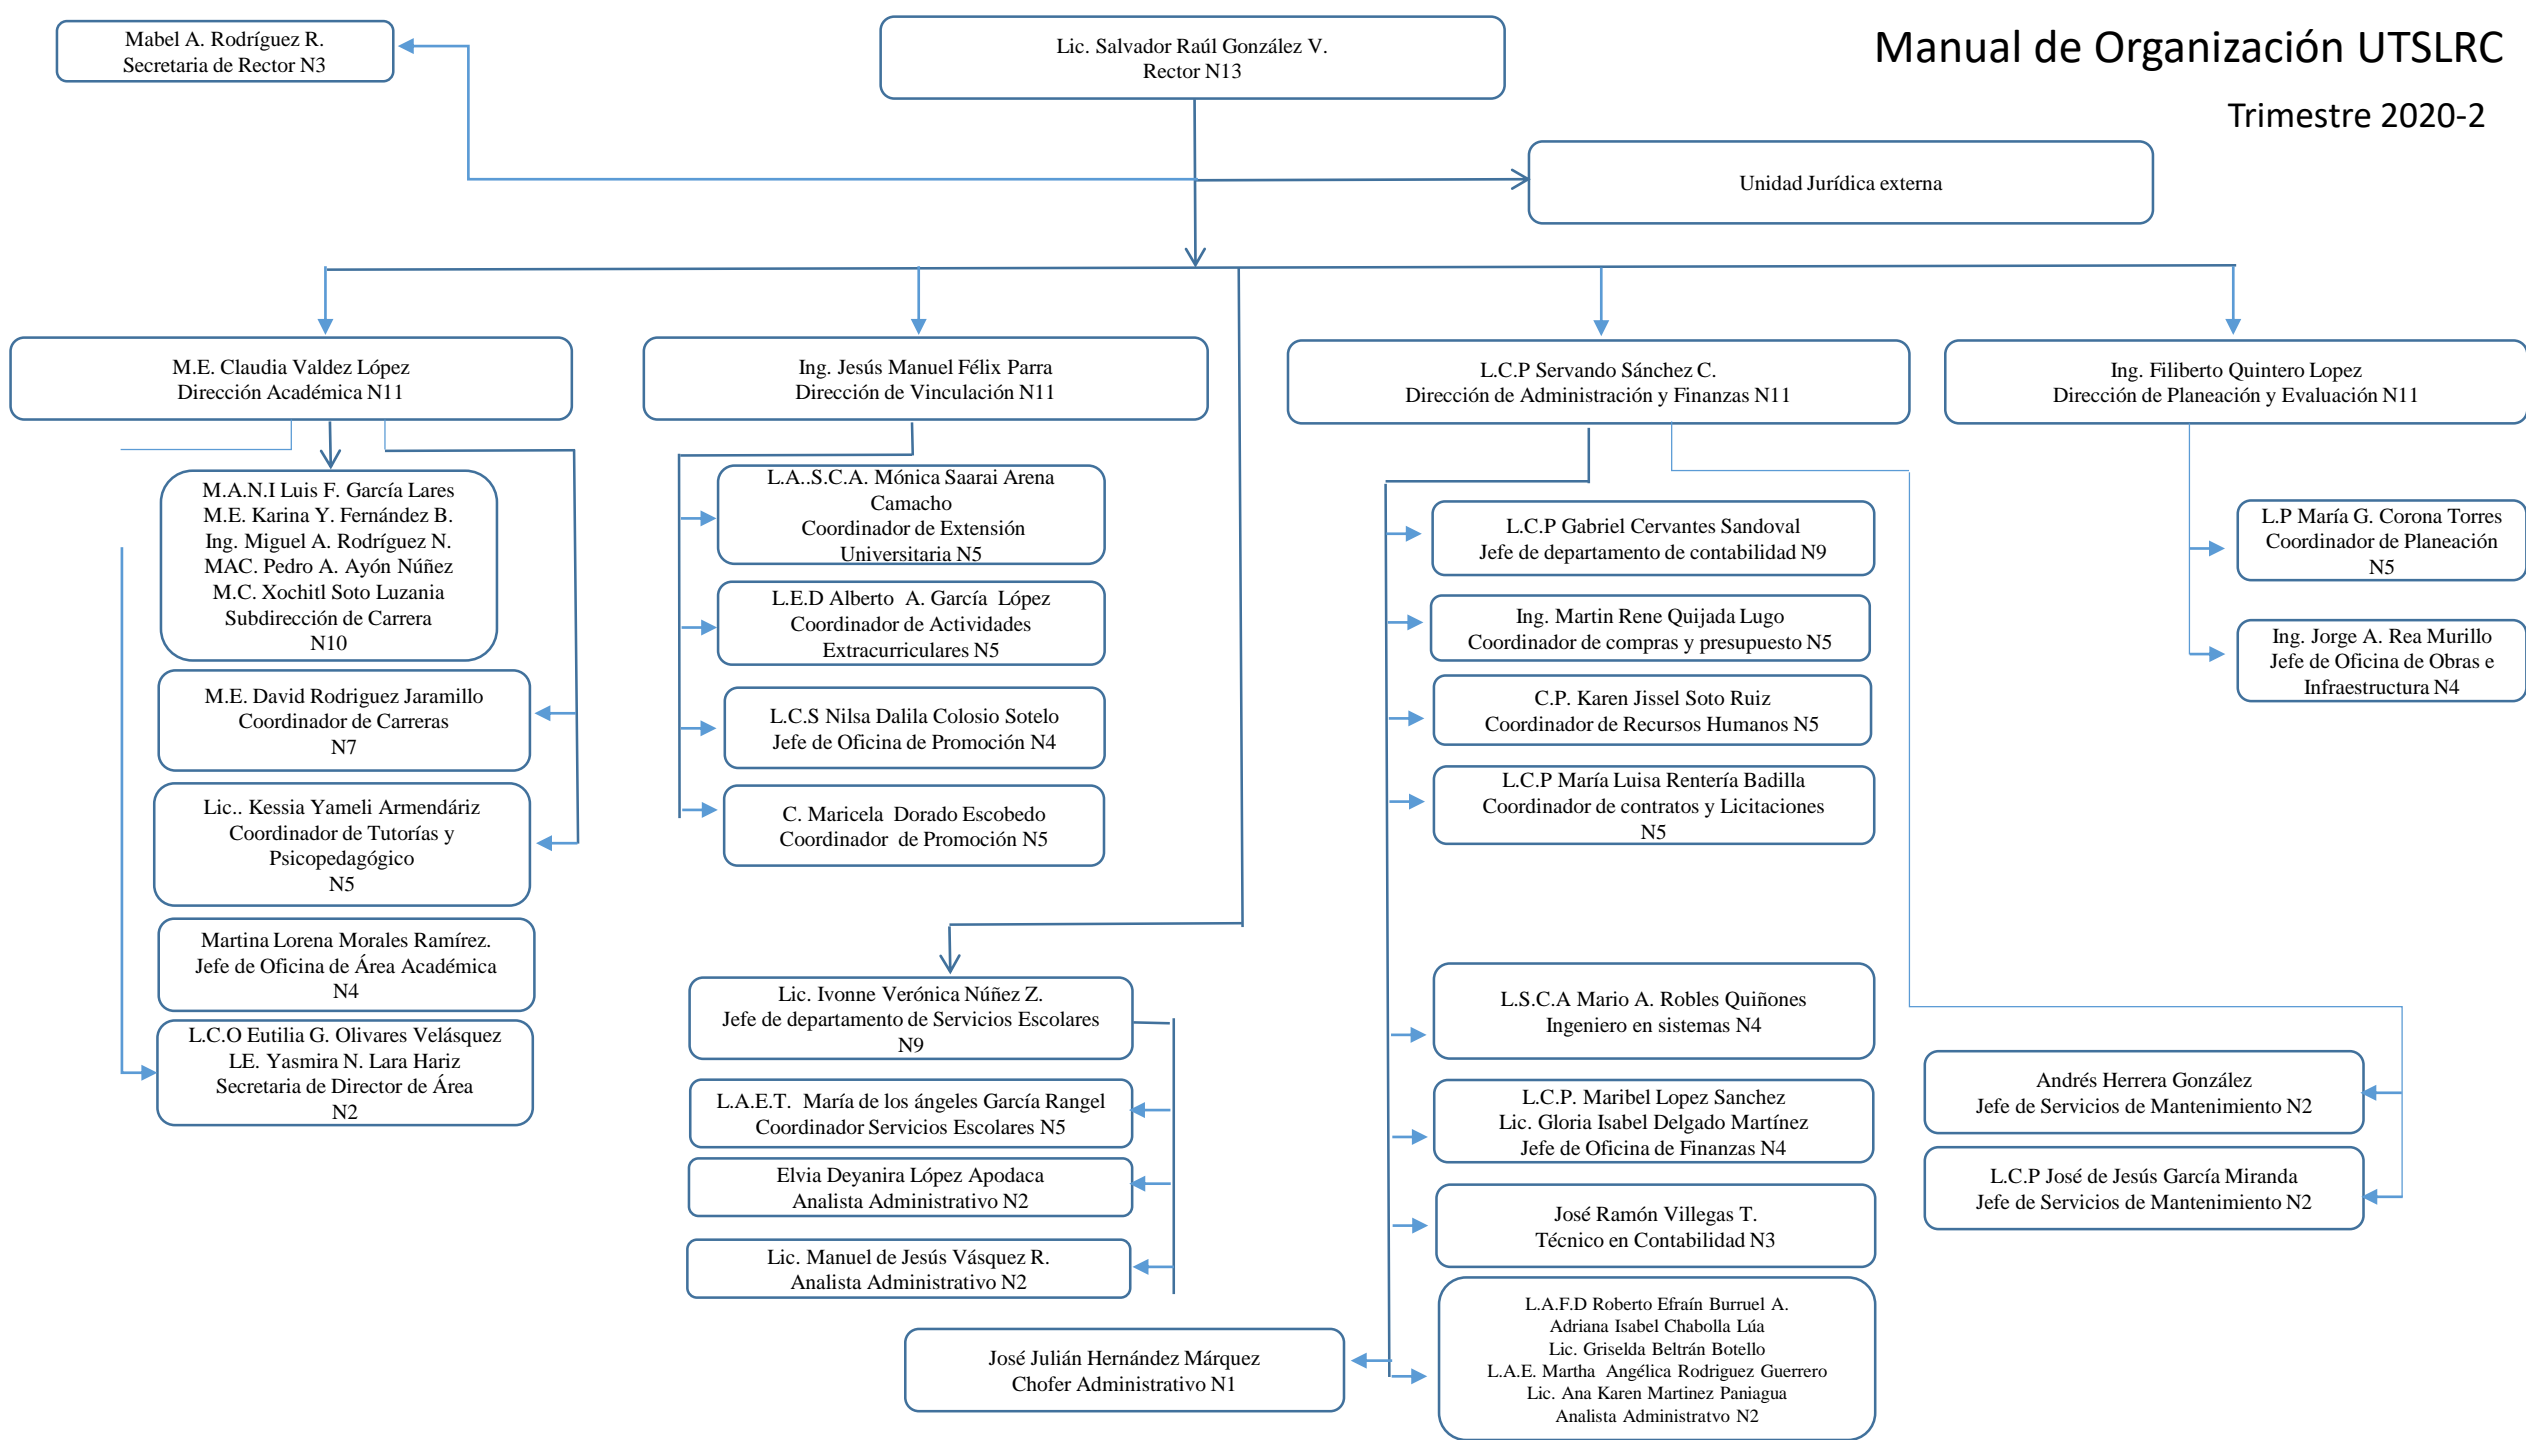 Manual de Organización UTSLRC
Trimestre 2020-2
Mabel A. Rodríguez R.
Secretaria de Rector N3
Lic. Salvador Raúl González V.
Rector N13
Unidad Jurídica externa
M.E. Claudia Valdez López
Dirección Académica N11
Ing. Jesús Manuel Félix Parra
Dirección de Vinculación N11
L.C.P Servando Sánchez C.
Dirección de Administración y Finanzas N11
Ing. Filiberto Quintero Lopez
Dirección de Planeación y Evaluación N11
M.A.N.I Luis F. García Lares
M.E. Karina Y. Fernández B.
Ing. Miguel A. Rodríguez N.
MAC. Pedro A. Ayón Núñez
M.C. Xochitl Soto Luzania
Subdirección de Carrera
N10
M.E. David Rodriguez Jaramillo
Coordinador de Carreras
N7
Lic.. Kessia Yameli Armendáriz
Coordinador de Tutorías y
Psicopedagógico
N5
Martina Lorena Morales Ramírez.
Jefe de Oficina de Área Académica
N4
L.C.O Eutilia G. Olivares Velásquez
LE. Yasmira N. Lara Hariz
Secretaria de Director de Área
N2
L.A..S.C.A. Mónica Saarai Arena
Camacho
Coordinador de Extensión
Universitaria N5
L.E.D Alberto A. García López
Coordinador de Actividades
Extracurriculares N5
L.C.S Nilsa Dalila Colosio Sotelo
Jefe de Oficina de Promoción N4
C. Maricela Dorado Escobedo
Coordinador de Promoción N5
Lic. Ivonne Verónica Núñez Z.
Jefe de departamento de Servicios Escolares
N9
L.A.E.T. María de los ángeles García Rangel
Coordinador Servicios Escolares N5
Elvia Deyanira López Apodaca
Analista Administrativo N2
Lic. Manuel de Jesús Vásquez R.
Analista Administrativo N2
José Julián Hernández Márquez
Chofer Administrativo N1
L.C.P Gabriel Cervantes Sandoval
Jefe de departamento de contabilidad N9
Ing. Martin Rene Quijada Lugo
Coordinador de compras y presupuesto N5
C.P. Karen Jissel Soto Ruiz
Coordinador de Recursos Humanos N5
L.C.P María Luisa Rentería Badilla
Coordinador de contratos y Licitaciones
N5
L.S.C.A Mario A. Robles Quiñones
Ingeniero en sistemas N4
L.C.P. Maribel Lopez Sanchez
Lic. Gloria Isabel Delgado Martínez
Jefe de Oficina de Finanzas N4
José Ramón Villegas T.
Técnico en Contabilidad N3
L.A.F.D Roberto Efraín Burruel A.
Adriana Isabel Chabolla Lúa
Lic. Griselda Beltrán Botello
L.A.E. Martha Angélica Rodriguez Guerrero
Lic. Ana Karen Martinez Paniagua
Analista Administratvo N2
L.P María G. Corona Torres
Coordinador de Planeación
N5
Ing. Jorge A. Rea Murillo
Jefe de Oficina de Obras e
Infraestructura N4
Andrés Herrera González
Jefe de Servicios de Mantenimiento N2
L.C.P José de Jesús García Miranda
Jefe de Servicios de Mantenimiento N2